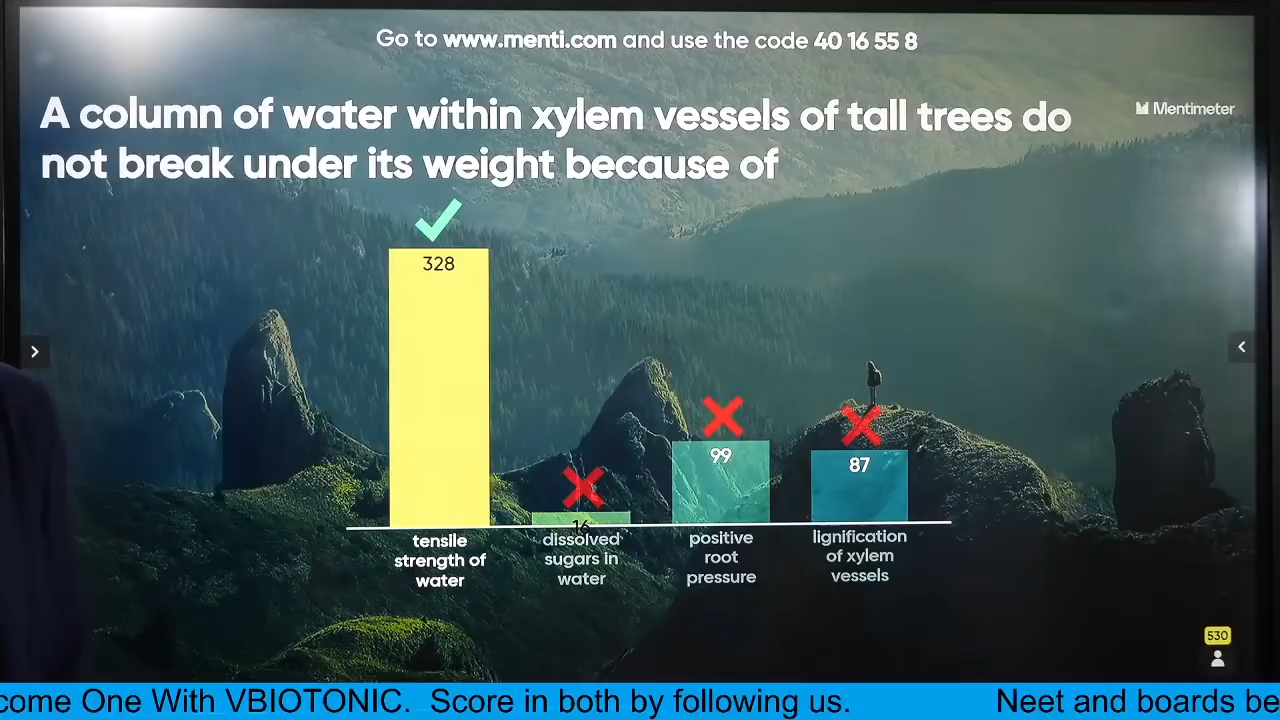 Go to www.menti.com and use the code 40 16 55 8
A column of water within xylem vessels of tall trees do
not break under its weight because of
Mentimeter
328
16
99
87
tensile
strength of
water
dissolved
sugars in
water
positive
root
pressure
lignification
of xylem
vessels
530
come One With VBIOTONIC. Score in both by following us. Neet and boards be